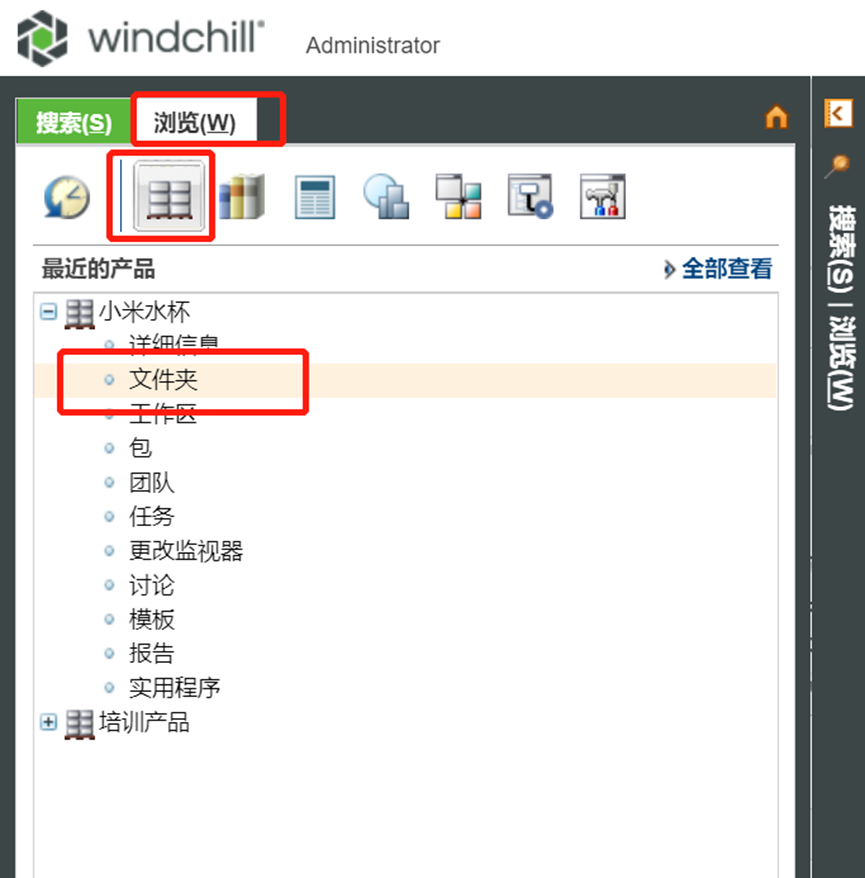 windchill®
Administrator
搜索(S)
浏览(W)
最近的产品
全部查看
小米水杯
详细信息
文件夹
工作区
包
团队
任务
更改监视器
讨论
模板
报告
实用程序
培训产品
搜索(S) | 浏览(W)